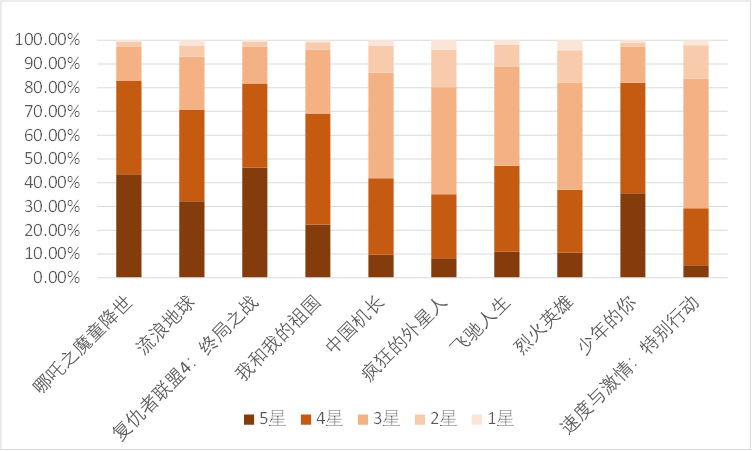 100.00%
90.00%
80.00%
70.00%
60.00%
50.00%
40.00%
30.00%
20.00%
10.00%
0.00%
哪吒之魔童降世
流浪地球
复仇者联盟4：终局之战
我和我的祖国
中国机长
疯狂的外星人
飞驰人生
烈火英雄
少年的你
速度与激情：特别行动
5星 4星 3星 2星 1星